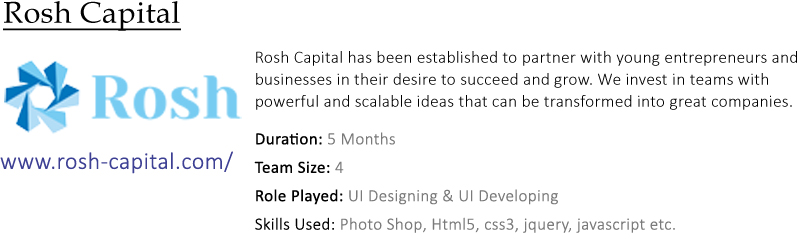 Rosh Capital
Rosh
www.rosh-capital.com/
Rosh Capital has been established to partner with young entrepreneurs and
businesses in their desire to succeed and grow. We invest in teams with
powerful and scalable ideas that can be transformed into great companies.
Duration: 5 Months
Team Size: 4
Role Played: UI Designing & UI Developing
Skills Used: Photo Shop, Html5, css3, jquery, javascript etc.